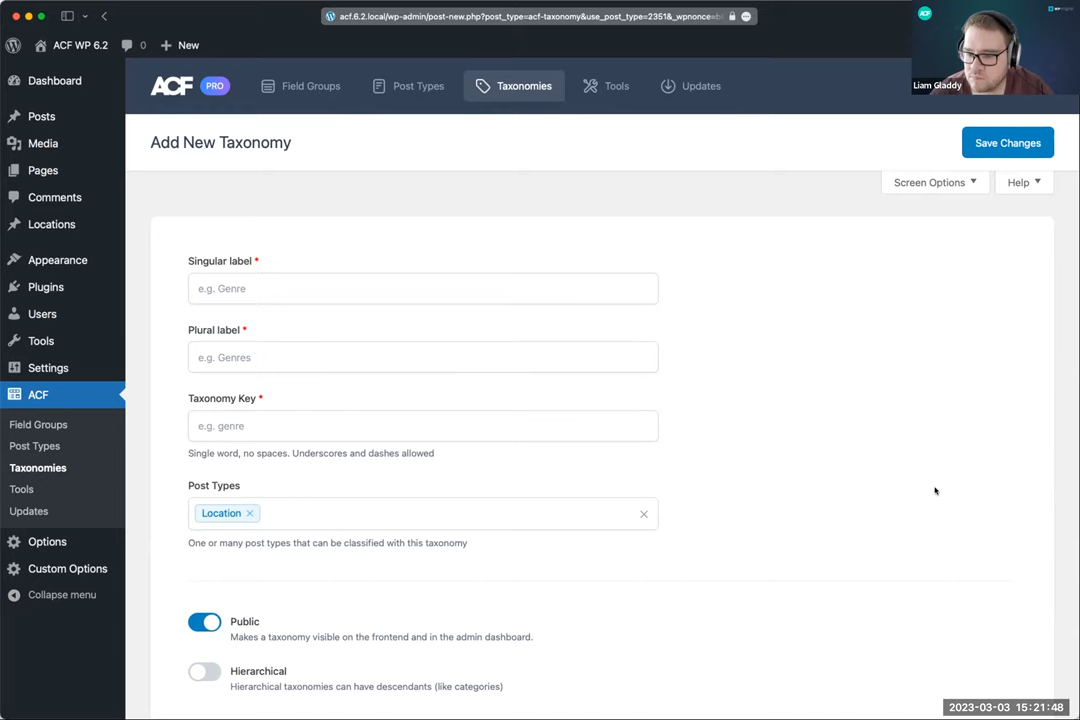 acf.6.2.local/wp-admin/post-new.php?post_type=acf-taxonomy&use_post_type=2351&_wpnonce=
ACF
Liam Gladdy
ACF WP 6.2
0
New
Dashboard
Posts
Media
Pages
Comments
Locations
Appearance
Plugins
Users
Tools
Settings
ACF
Field Groups
Post Types
Taxonomies
Tools
Updates
Options
Custom Options
Collapse menu
ACF PRO Field Groups Post Types Taxonomies Tools Updates
Add New Taxonomy
Save Changes
Screen Options
Help
Singular label *
e.g. Genre
Plural label *
e.g. Genres
Taxonomy Key *
e.g. genre
Single word, no spaces. Underscores and dashes allowed
Post Types
Location ×
One or many post types that can be classified with this taxonomy
Public
Makes a taxonomy visible on the frontend and in the admin dashboard.
Hierarchical
Hierarchical taxonomies can have descendants (like categories)
2023-03-03 15:21:48